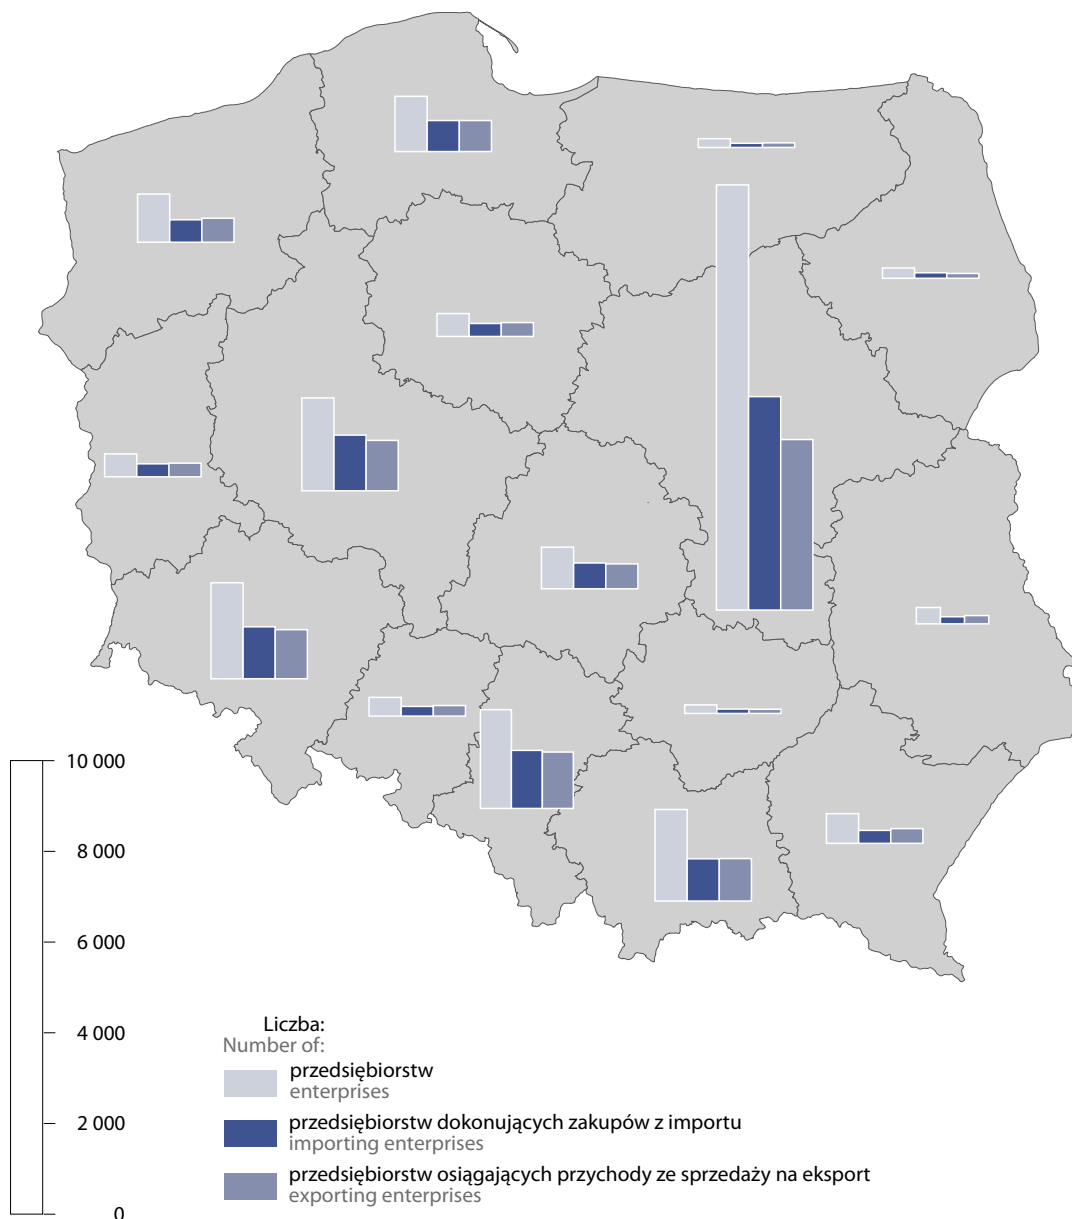 10 000
8 000
6 000
4 000
2 000
0
Liczba:
Number of:
przedsiębiorstw
enterprises
przedsiębiorstw dokonujących zakupów z importu
importing enterprises
przedsiębiorstw osiągających przychody ze sprzedaży na eksport
exporting enterprises